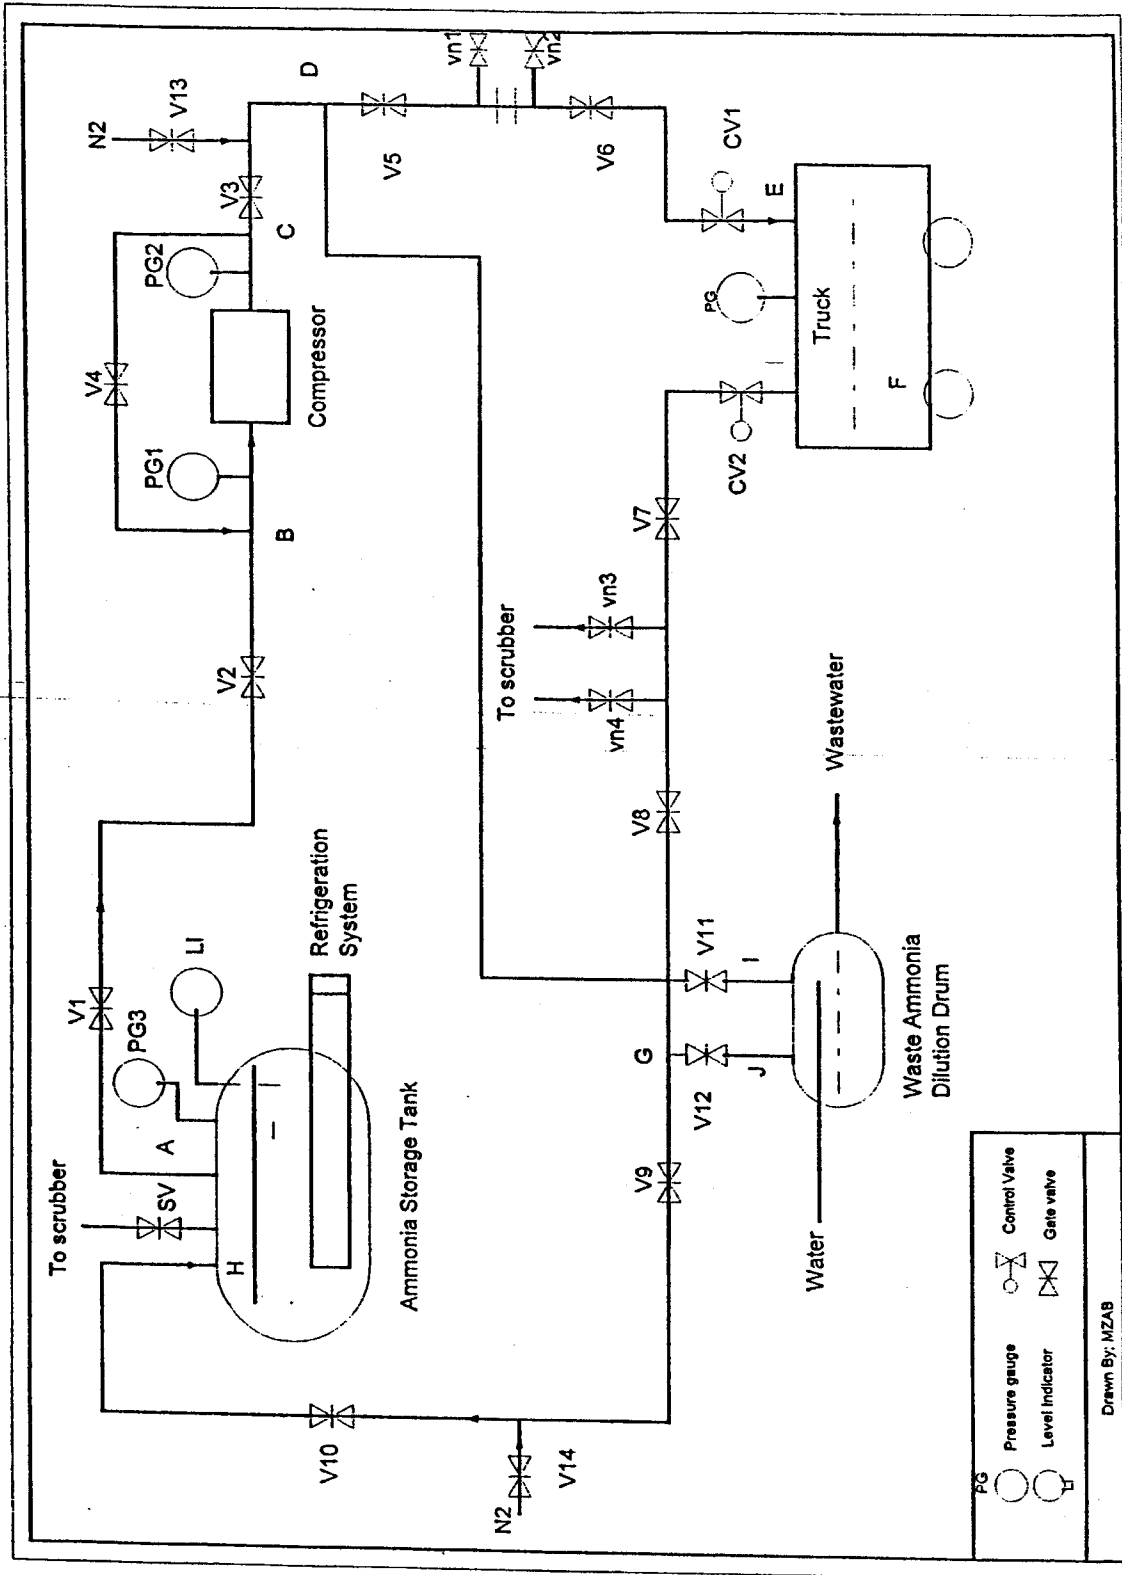 To scrubber
V1
V4
N2
PG3
SV
A
PG1
PG2
V13
LI
V2
V3
H
B
C
D
Compressor
Refrigeration
System
V10
V5
Ammonia Storage Tank
vn1
vn2
N2
To scrubber
V14
vn4
vn3
V6
V9
G
V8
V7
V12
V11
PG
CV2
CV1
J
I
E
Water
Truck
Wastewater
F
Waste Ammonia
Dilution Drum
PG
Pressure gauge
Control Valve
Level Indicator
Gate valve
LI
Drawn By: MZAB